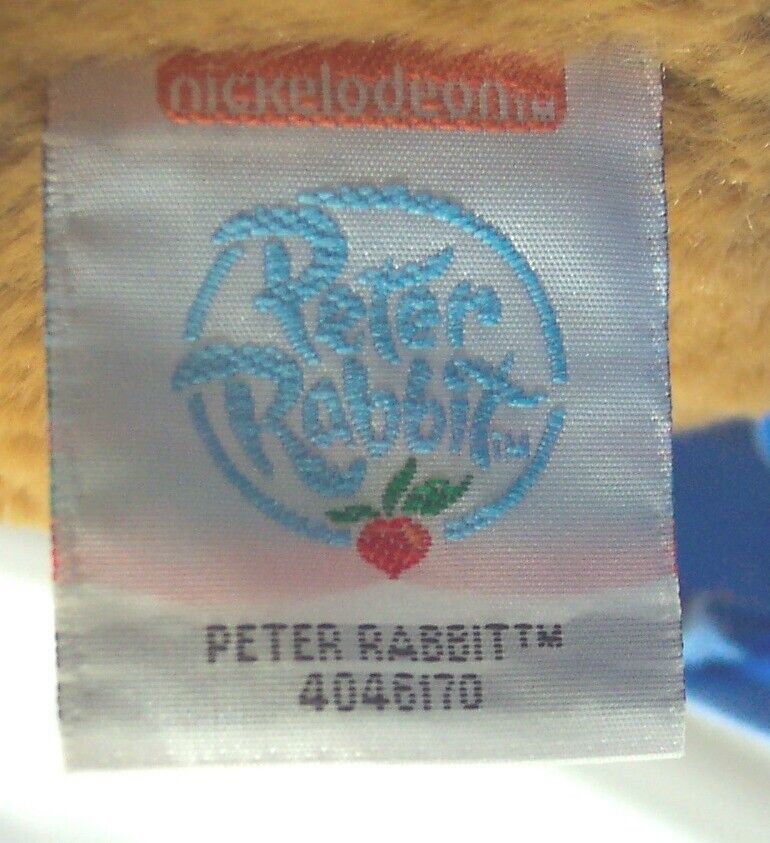 nickelodeon™
Peter
Rabbit™
PETER RABBIT™
4046170